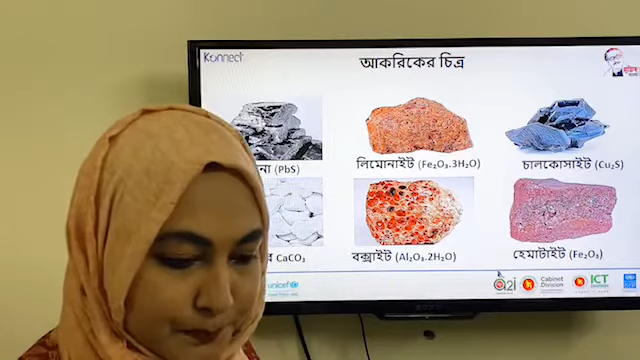 Konnect
আকরিকের চিত্র
(PbS)
লিমোনাইট (Fe₂O₃.3H₂O)
চালকোসাইট (Cu₂S)
CaCO₃
বক্সাইট (Al₂O₃.2H₂O)
হেমাটাইট (Fe₂O₃)
unicef
a2i
Cabinet Division
ICT